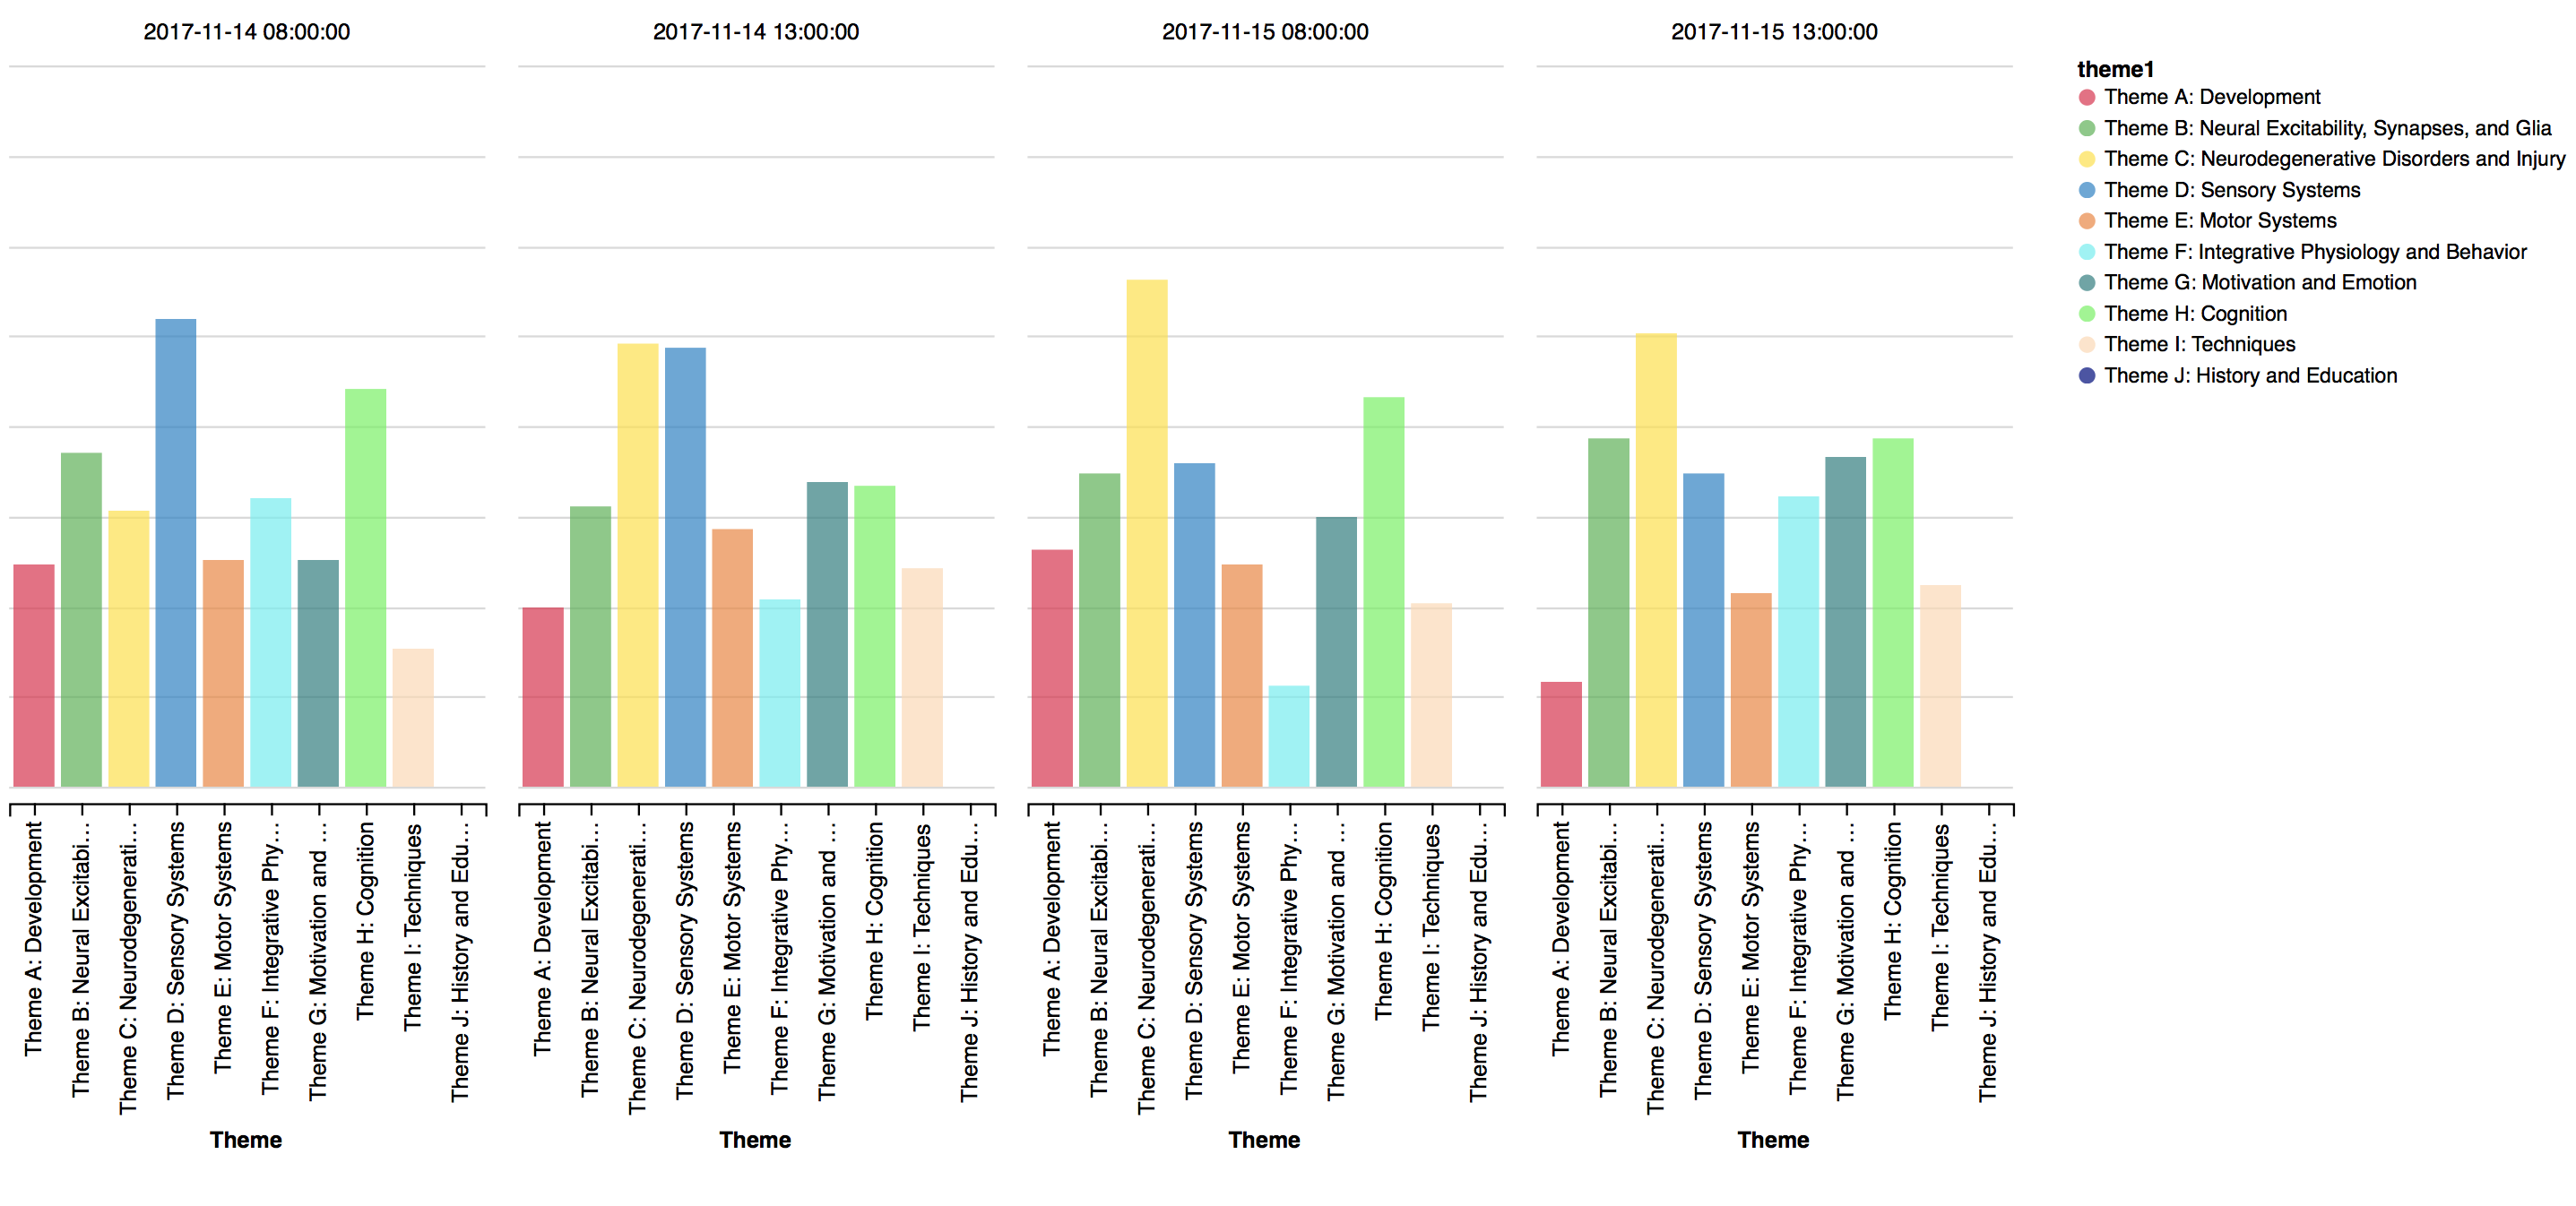 2017-11-14 08:00:00
2017-11-14 13:00:00
2017-11-15 08:00:00
2017-11-15 13:00:00
theme1
Theme A: Development
Theme B: Neural Excitability, Synapses, and Glia
Theme C: Neurodegenerative Disorders and Injury
Theme D: Sensory Systems
Theme E: Motor Systems
Theme F: Integrative Physiology and Behavior
Theme G: Motivation and Emotion
Theme H: Cognition
Theme I: Techniques
Theme J: History and Education
Theme A: Development
Theme B: Neural Excitabi…
Theme C: Neurodegenerati…
Theme D: Sensory Systems
Theme E: Motor Systems
Theme F: Integrative Phy…
Theme G: Motivation and …
Theme H: Cognition
Theme I: Techniques
Theme J: History and Edu…
Theme
Theme A: Development
Theme B: Neural Excitabi…
Theme C: Neurodegenerati…
Theme D: Sensory Systems
Theme E: Motor Systems
Theme F: Integrative Phy…
Theme G: Motivation and …
Theme H: Cognition
Theme I: Techniques
Theme J: History and Edu…
Theme
Theme A: Development
Theme B: Neural Excitabi…
Theme C: Neurodegenerati…
Theme D: Sensory Systems
Theme E: Motor Systems
Theme F: Integrative Phy…
Theme G: Motivation and …
Theme H: Cognition
Theme I: Techniques
Theme J: History and Edu…
Theme
Theme A: Development
Theme B: Neural Excitabi…
Theme C: Neurodegenerati…
Theme D: Sensory Systems
Theme E: Motor Systems
Theme F: Integrative Phy…
Theme G: Motivation and …
Theme H: Cognition
Theme I: Techniques
Theme J: History and Edu…
Theme